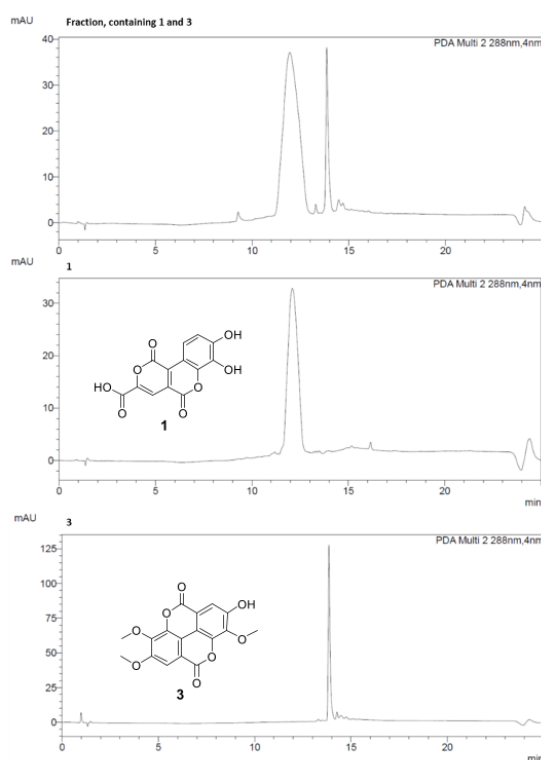 mAU
Fraction, containing 1 and 3
PDA Multi 2 288nm,4nm
40
30
20
10
0
0 5 10 15 20
min
mAU
1
PDA Multi 2 288nm,4nm
30
20
10
0
O O OH
OH
HO O
O O
1
0 5 10 15 20
min
mAU
3
PDA Multi 2 288nm,4nm
125
100
75
50
25
0
O
O OH
O O
O O
O
3
0 5 10 15 20
min